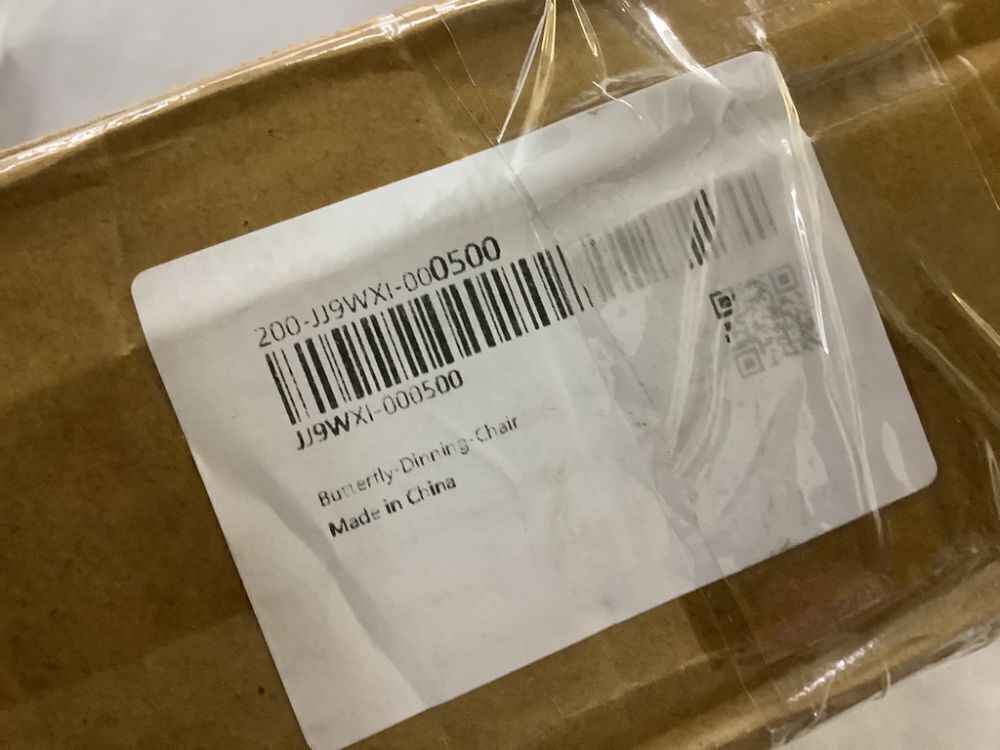 200-JJ9WXI-000500
JJ9WXI-000500
Butterfly-Dinning-Chair
Made in China